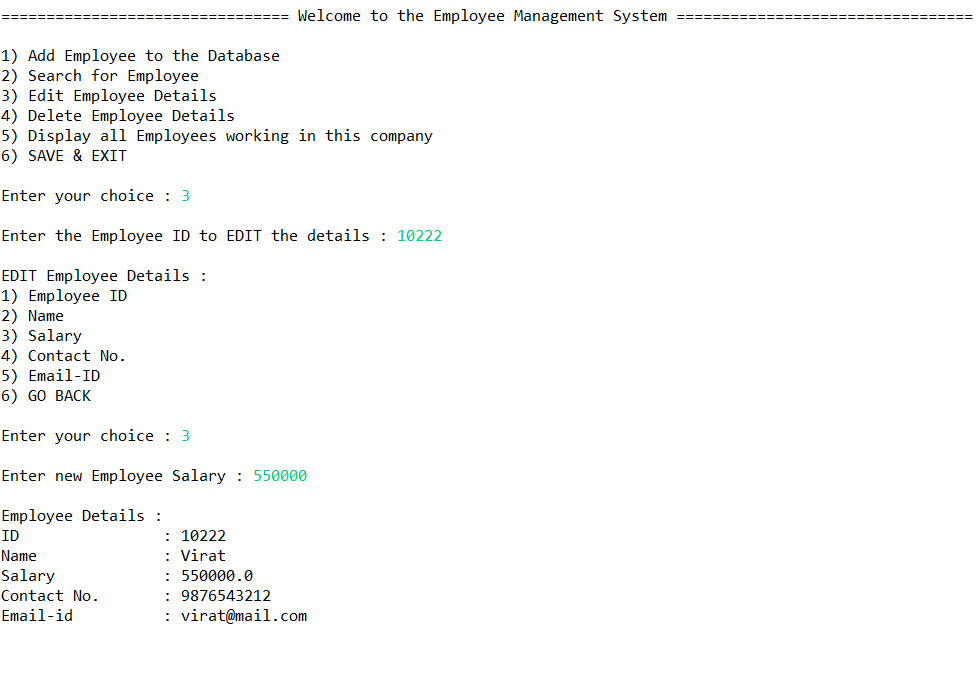 ================================ Welcome to the Employee Management System =================================
1) Add Employee to the Database
2) Search for Employee
3) Edit Employee Details
4) Delete Employee Details
5) Display all Employees working in this company
6) SAVE & EXIT
Enter your choice : 3
Enter the Employee ID to EDIT the details : 10222
EDIT Employee Details :
1) Employee ID
2) Name
3) Salary
4) Contact No.
5) Email-ID
6) GO BACK
Enter your choice : 3
Enter new Employee Salary : 550000
Employee Details :
ID                : 10222
Name              : Virat
Salary            : 550000.0
Contact No.       : 9876543212
Email-id          : virat@mail.com